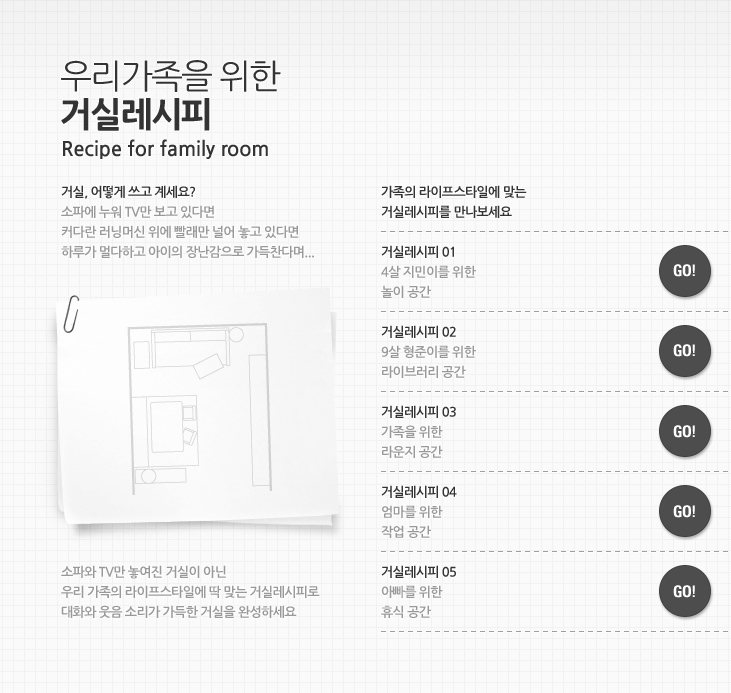 우리가족을 위한
거실레시피
Recipe for family room
거실, 어떻게 쓰고 계세요?
소파에 누워 TV만 보고 있다면
커다란 러닝머신 위에 빨래만 널어 놓고 있다면
하루가 멀다하고 아이의 장난감으로 가득찬다며...
소파와 TV만 놓여진 거실이 아닌
우리 가족의 라이프스타일에 딱 맞는 거실레시피로
대화와 웃음 소리가 가득한 거실을 완성하세요
가족의 라이프스타일에 맞는
거실레시피를 만나보세요
거실레시피 01
4살 지민이를 위한
놀이 공간
GO!
거실레시피 02
9살 형준이를 위한
라이브러리 공간
GO!
거실레시피 03
가족을 위한
라운지 공간
GO!
거실레시피 04
엄마를 위한
작업 공간
GO!
거실레시피 05
아빠를 위한
휴식 공간
GO!